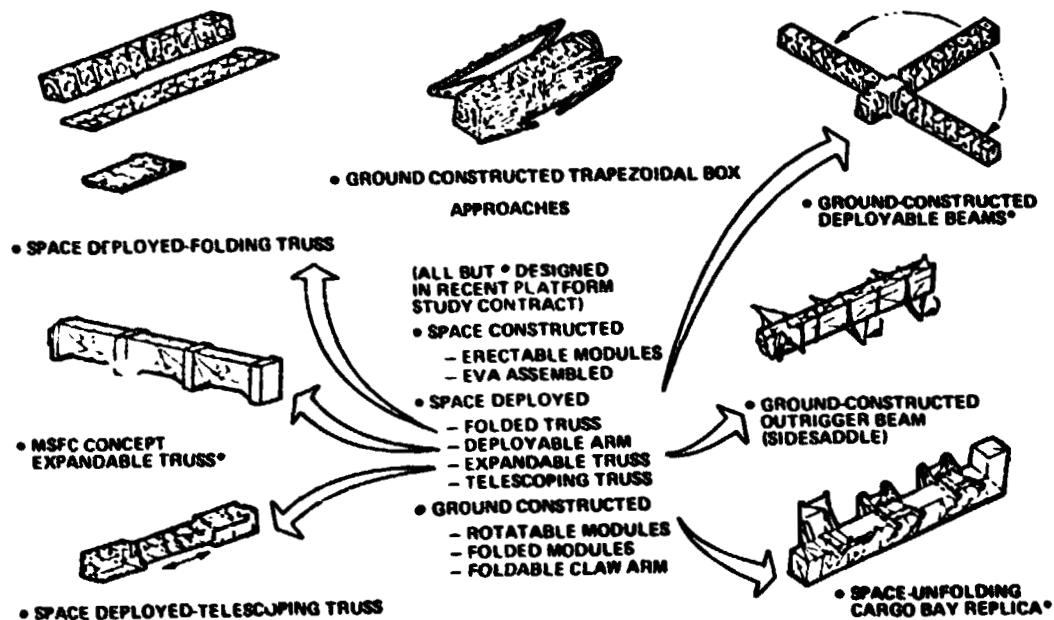 • GROUND CONSTRUCTED TRAPEZOIDAL BOX
APPROACHES
• GROUND-CONSTRUCTED
DEPLOYABLE BEAMS*
• SPACE DEPLOYED-FOLDING TRUSS
(ALL BUT * DESIGNED
IN RECENT PLATFORM
STUDY CONTRACT)
• SPACE CONSTRUCTED
– ERECTABLE MODULES
– EVA ASSEMBLED
• SPACE DEPLOYED
– FOLDED TRUSS
– DEPLOYABLE ARM
– EXPANDABLE TRUSS
– TELESCOPING TRUSS
• GROUND CONSTRUCTED
– ROTATABLE MODULES
– FOLDED MODULES
– FOLDABLE CLAW ARM
• MSFC CONCEPT
EXPANDABLE TRUSS*
• GROUND-CONSTRUCTED
OUTRIGGER BEAM
(SIDESADDLE)
• SPACE DEPLOYED-TELESCOPING TRUSS
• SPACE-UNFOLDING
CARGO BAY REPLICA*